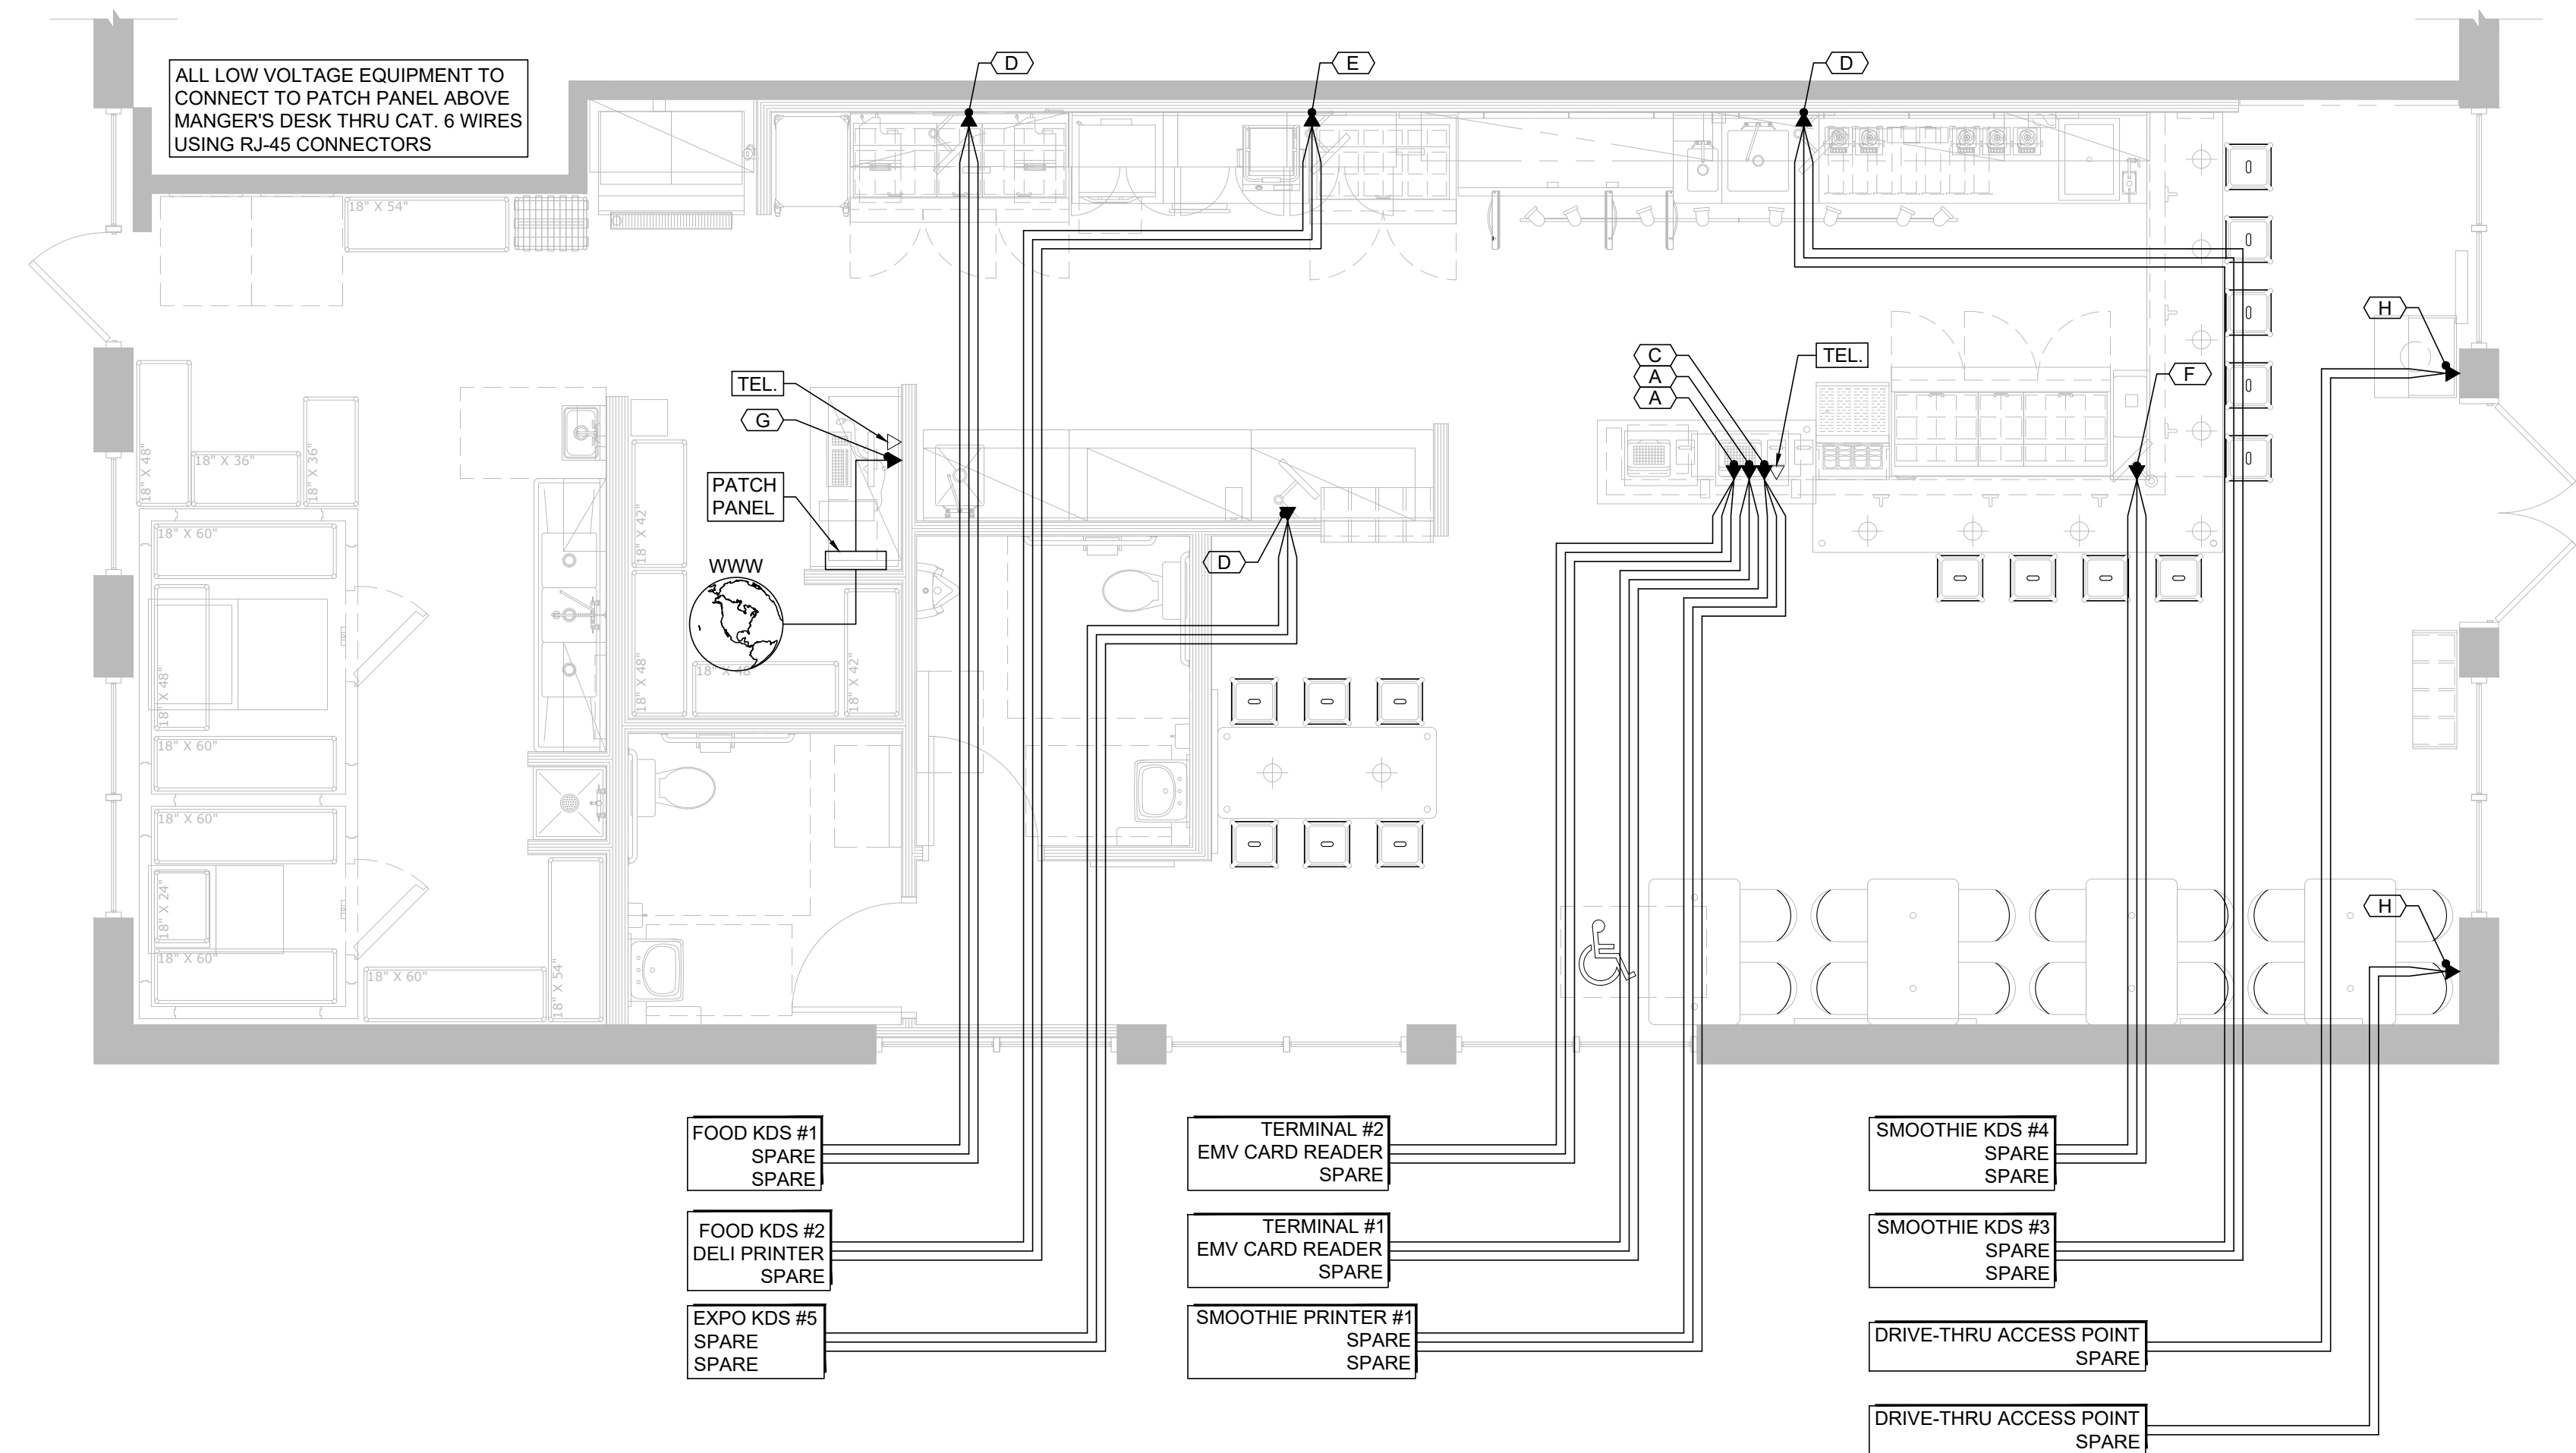 D
E
D
ALL LOW VOLTAGE EQUIPMENT TO
CONNECT TO PATCH PANEL ABOVE
MANGER'S DESK THRU CAT. 6 WIRES
USING RJ-45 CONNECTORS
18" X 54"
H
C
TEL.
A
A
F
TEL.
G
18" X 48"
18" X 36"
18" X 36"
PATCH
PANEL
18" X 60"
18" X 42"
D
WWW
18" X 48"
18" X 48"
18" X 48"
18" X 42"
18" X 60"
18" X 60"
18" X 24"
18" X 60"
18" X 60"
18" X 54"
H
FOOD KDS #1
SPARE
SPARE
FOOD KDS #2
DELI PRINTER
SPARE
EXPO KDS #5
SPARE
SPARE
TERMINAL #2
EMV CARD READER
SPARE
TERMINAL #1
EMV CARD READER
SPARE
SMOOTHIE PRINTER #1
SPARE
SPARE
SMOOTHIE KDS #4
SPARE
SPARE
SMOOTHIE KDS #3
SPARE
SPARE
DRIVE-THRU ACCESS POINT
SPARE
DRIVE-THRU ACCESS POINT
SPARE